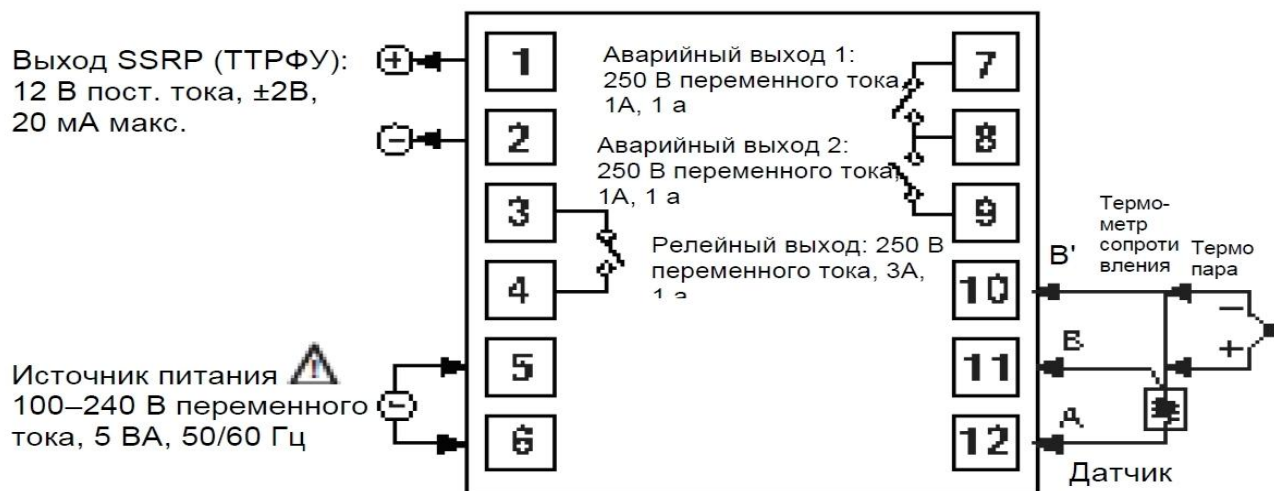 Выход SSRP (ТТРФУ):
12 В пост. тока, ±2В,
20 мА макс.
+
−
1
2
3
4
5
6
Источник питания
100–240 В переменного
тока, 5 ВА, 50/60 Гц
Аварийный выход 1:
250 В переменного тока
1А, 1 а
Аварийный выход 2:
250 В переменного тока,
1А, 1 а
Релейный выход: 250 В
переменного тока, 3А,
1 а
7
8
9
10
11
12
B'
B
A
Термо-
метр
сопроти
вления
Термо
пара
−
+
Датчик